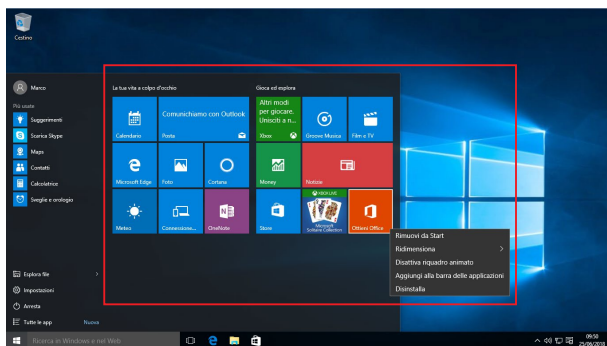 Cestino
Marco
Più usate
Suggerimenti
Scarica Skype
Maps
Contatti
Calcolatrice
Sveglie e orologio
Esplora file
Impostazioni
Arresta
Tutte le app Nuove
La tua vita a colpo d'occhio
Calendario
Comunichiamo con Outlook
Posta
Microsoft Edge
Foto
Cortana
Meteo
Connessione...
OneNote
Gioca ed esplora
Altri modi
per giocare.
Unisciti a n...
Xbox
Groove Musica
Film e TV
Money
Notizie
Store
XBOX LIVE
Microsoft
Solitaire Collection
Ottieni Office
Rimuovi da Start
Ridimensiona
Disattiva riquadro animato
Aggiungi alla barra delle applicazioni
Disinstalla
Ricerca in Windows e nel Web
09:50
25/06/2018